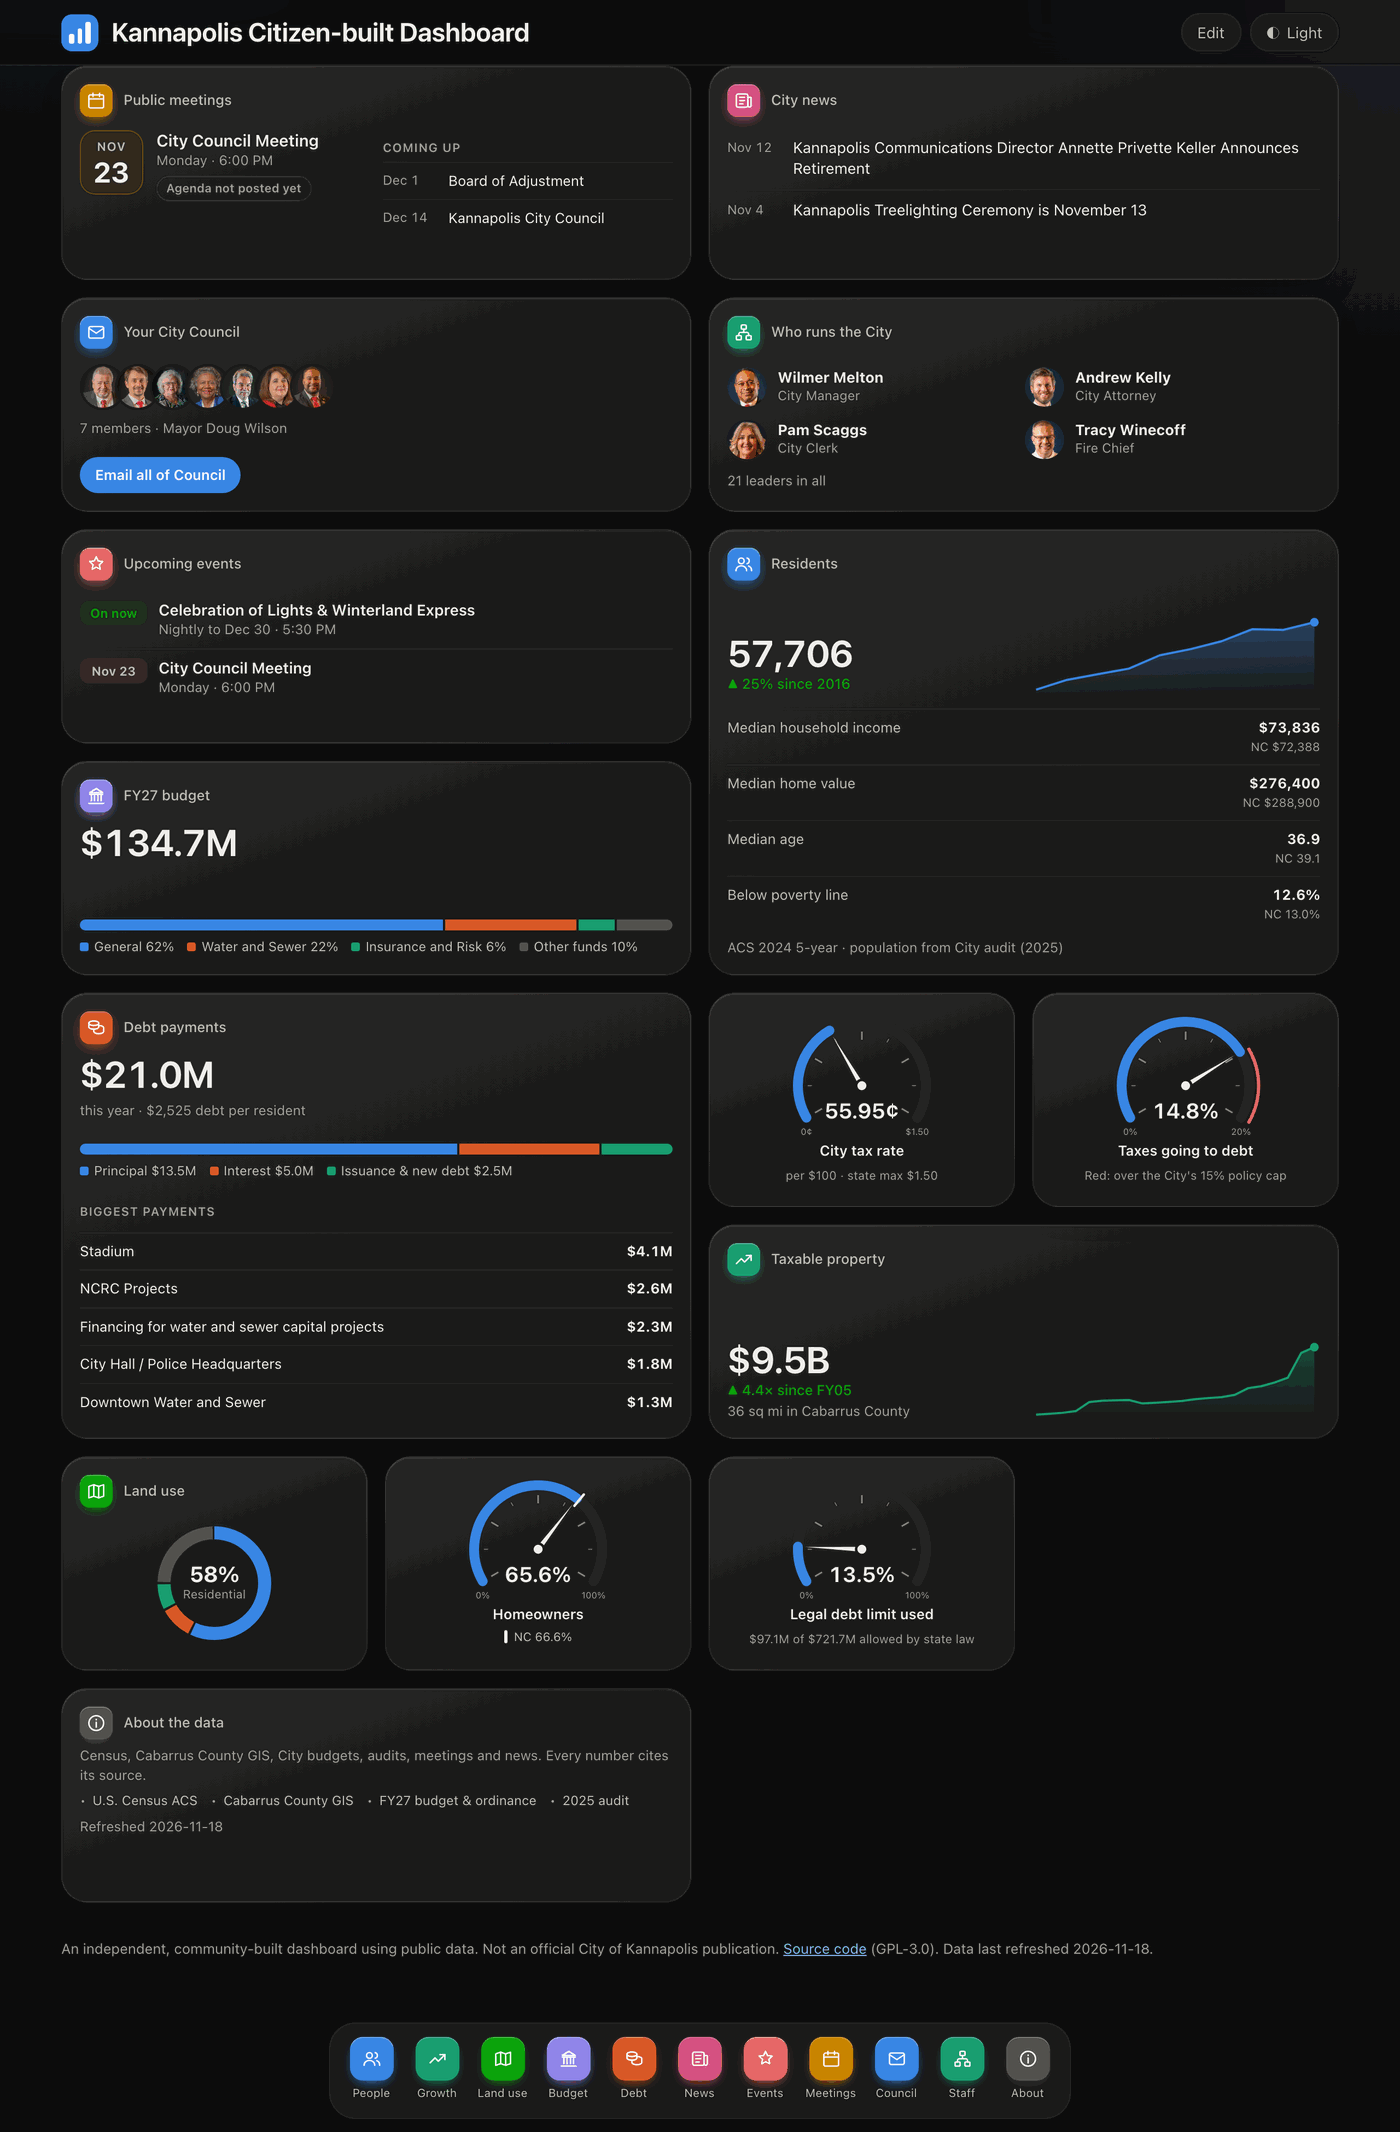 Kannapolis Citizen-built Dashboard
Edit
Light
Public meetings
NOV
23
City Council Meeting
Monday · 6:00 PM
Agenda not posted yet
COMING UP
Dec 1 Board of Adjustment
Dec 14 Kannapolis City Council
City news
Nov 12 Kannapolis Communications Director Annette Privette Keller Announces
Retirement
Nov 4 Kannapolis Treelighting Ceremony is November 13
Your City Council
7 members · Mayor Doug Wilson
Email all of Council
Who runs the City
Wilmer Melton
City Manager
Andrew Kelly
City Attorney
Pam Scaggs
City Clerk
Tracy Winecoff
Fire Chief
21 leaders in all
Upcoming events
On now Celebration of Lights & Winterland Express
Nightly to Dec 30 · 5:30 PM
Nov 23 City Council Meeting
Monday · 6:00 PM
Residents
57,706
▲ 25% since 2016
Median household income $73,836
NC $72,388
Median home value $276,400
NC $288,900
Median age 36.9
NC 39.1
Below poverty line 12.6%
NC 13.0%
ACS 2024 5-year · population from City audit (2025)
FY27 budget
$134.7M
General 62% Water and Sewer 22% Insurance and Risk 6% Other funds 10%
Debt payments
$21.0M
this year · $2,525 debt per resident
Principal $13.5M Interest $5.0M Issuance & new debt $2.5M
BIGGEST PAYMENTS
Stadium $4.1M
NCRC Projects $2.6M
Financing for water and sewer capital projects $2.3M
City Hall / Police Headquarters $1.8M
Downtown Water and Sewer $1.3M
55.95¢
0¢ $1.50
City tax rate
per $100 · state max $1.50
14.8%
0% 20%
Taxes going to debt
Red: over the City's 15% policy cap
Taxable property
$9.5B
▲ 4.4× since FY05
36 sq mi in Cabarrus County
Land use
58%
Residential
65.6%
0% 100%
Homeowners
NC 66.6%
13.5%
0% 100%
Legal debt limit used
$97.1M of $721.7M allowed by state law
About the data
Census, Cabarrus County GIS, City budgets, audits, meetings and news. Every number cites
its source.
· U.S. Census ACS · Cabarrus County GIS · FY27 budget & ordinance · 2025 audit
Refreshed 2026-11-18
An independent, community-built dashboard using public data. Not an official City of Kannapolis publication. Source code (GPL-3.0). Data last refreshed 2026-11-18.
People Growth Land use Budget Debt News Events Meetings Council Staff About